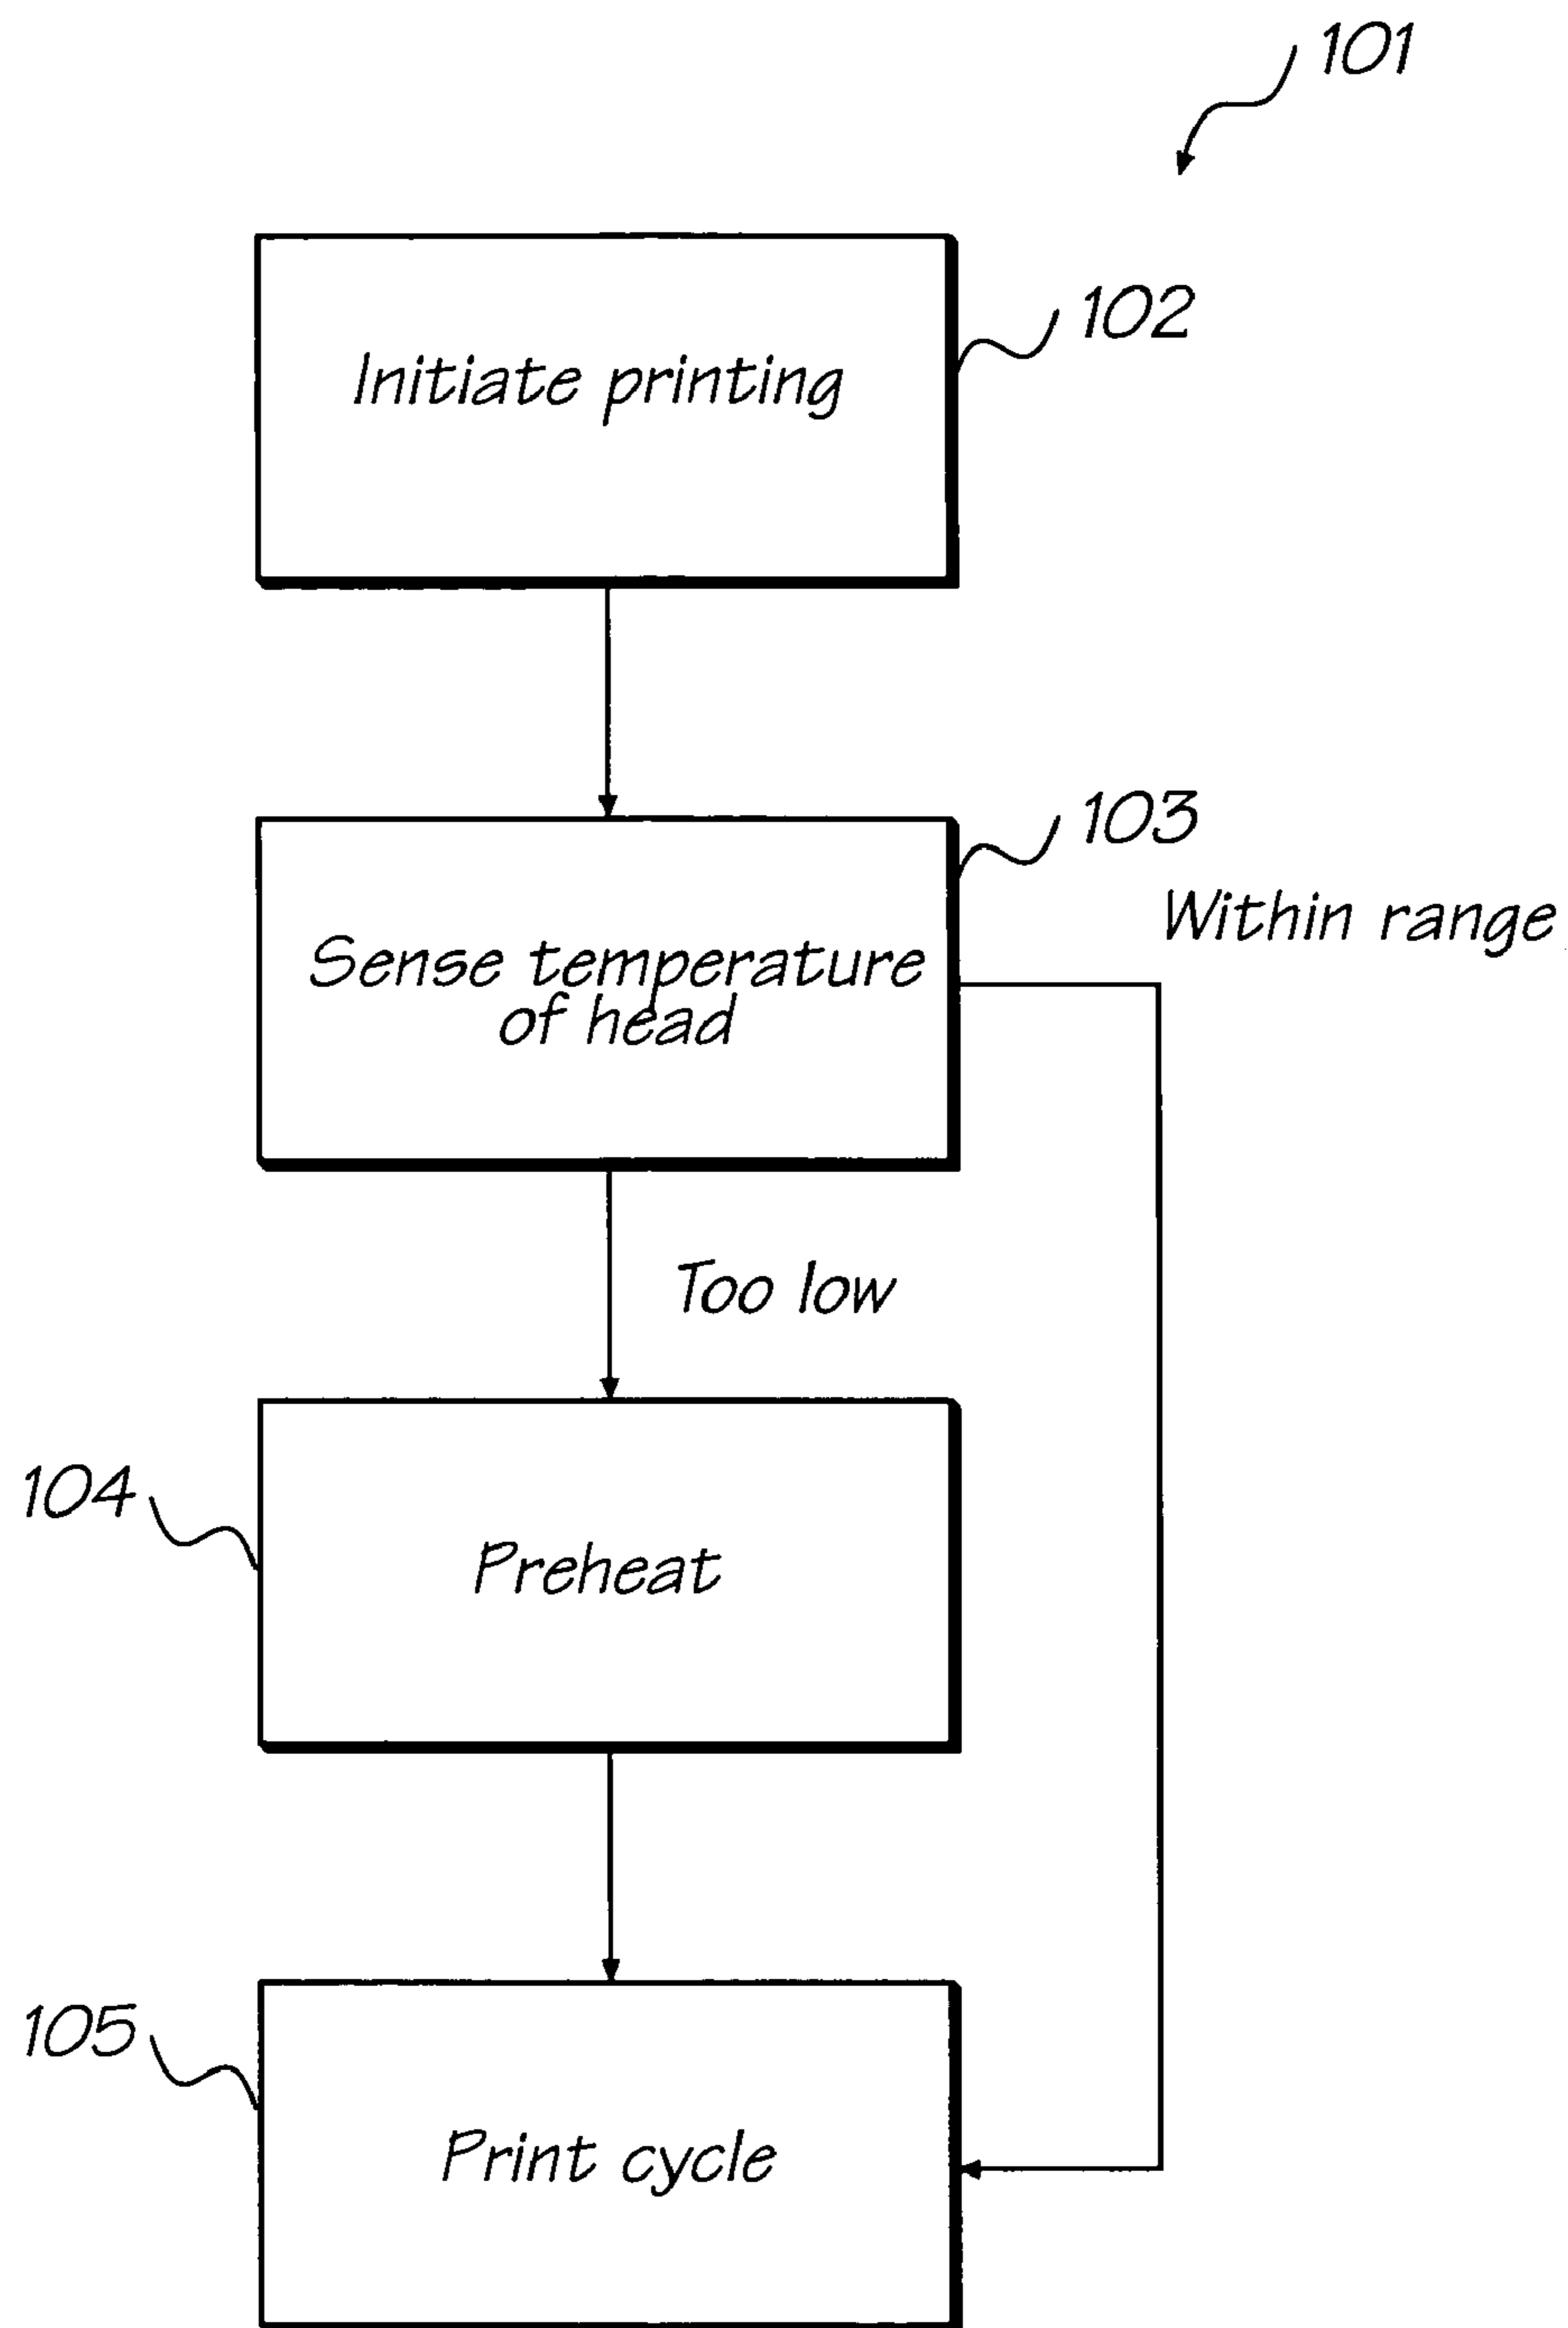 101
102
Initiate printing
103
Within range
Sense temperature
of head
Too low
104
Preheat
105
Print cycle